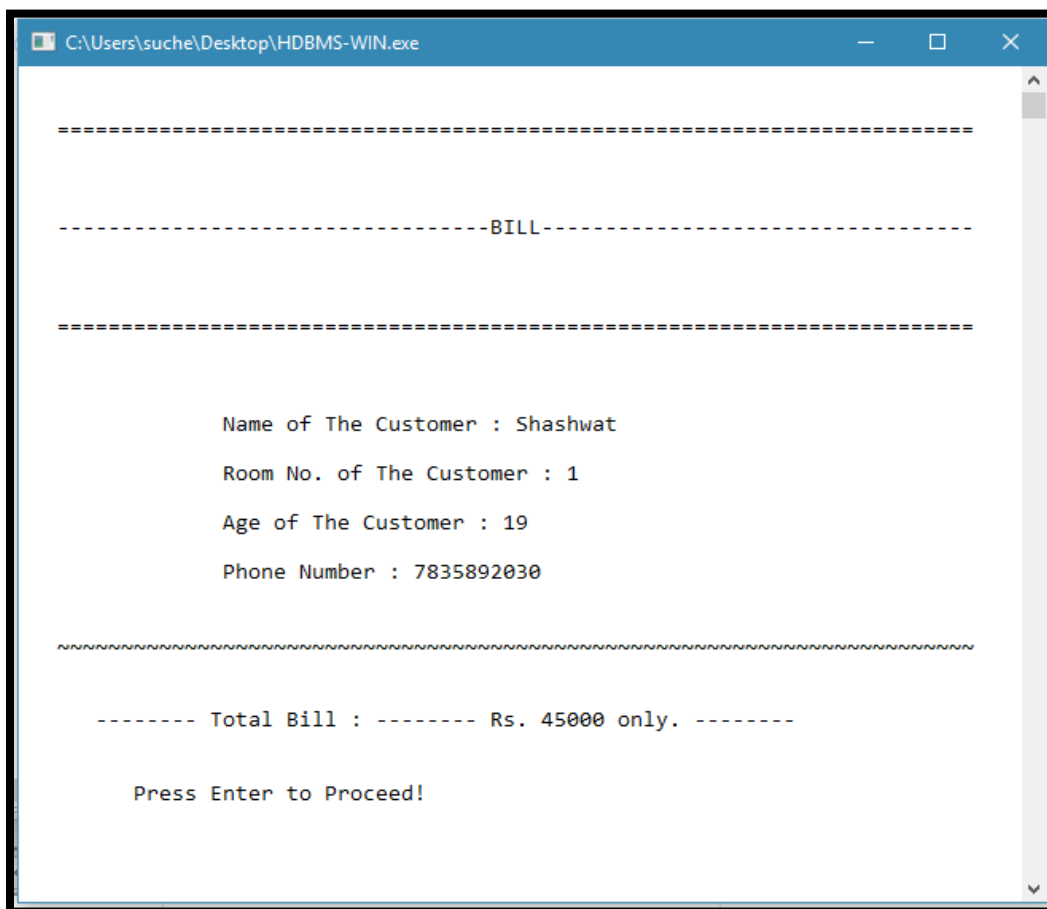 C:\Users\suche\Desktop\HDBMS-WIN.exe
========================================================================
----------------------------------BILL----------------------------------
========================================================================
Name of The Customer : Shashwat
Room No. of The Customer : 1
Age of The Customer : 19
Phone Number : 7835892030
~~~~~~~~~~~~~~~~~~~~~~~~~~~~~~~~~~~~~~~~~~~~~~~~~~~~~~~~~~~~~~~~~~~~~~~~
-------- Total Bill : -------- Rs. 45000 only. --------
Press Enter to Proceed!